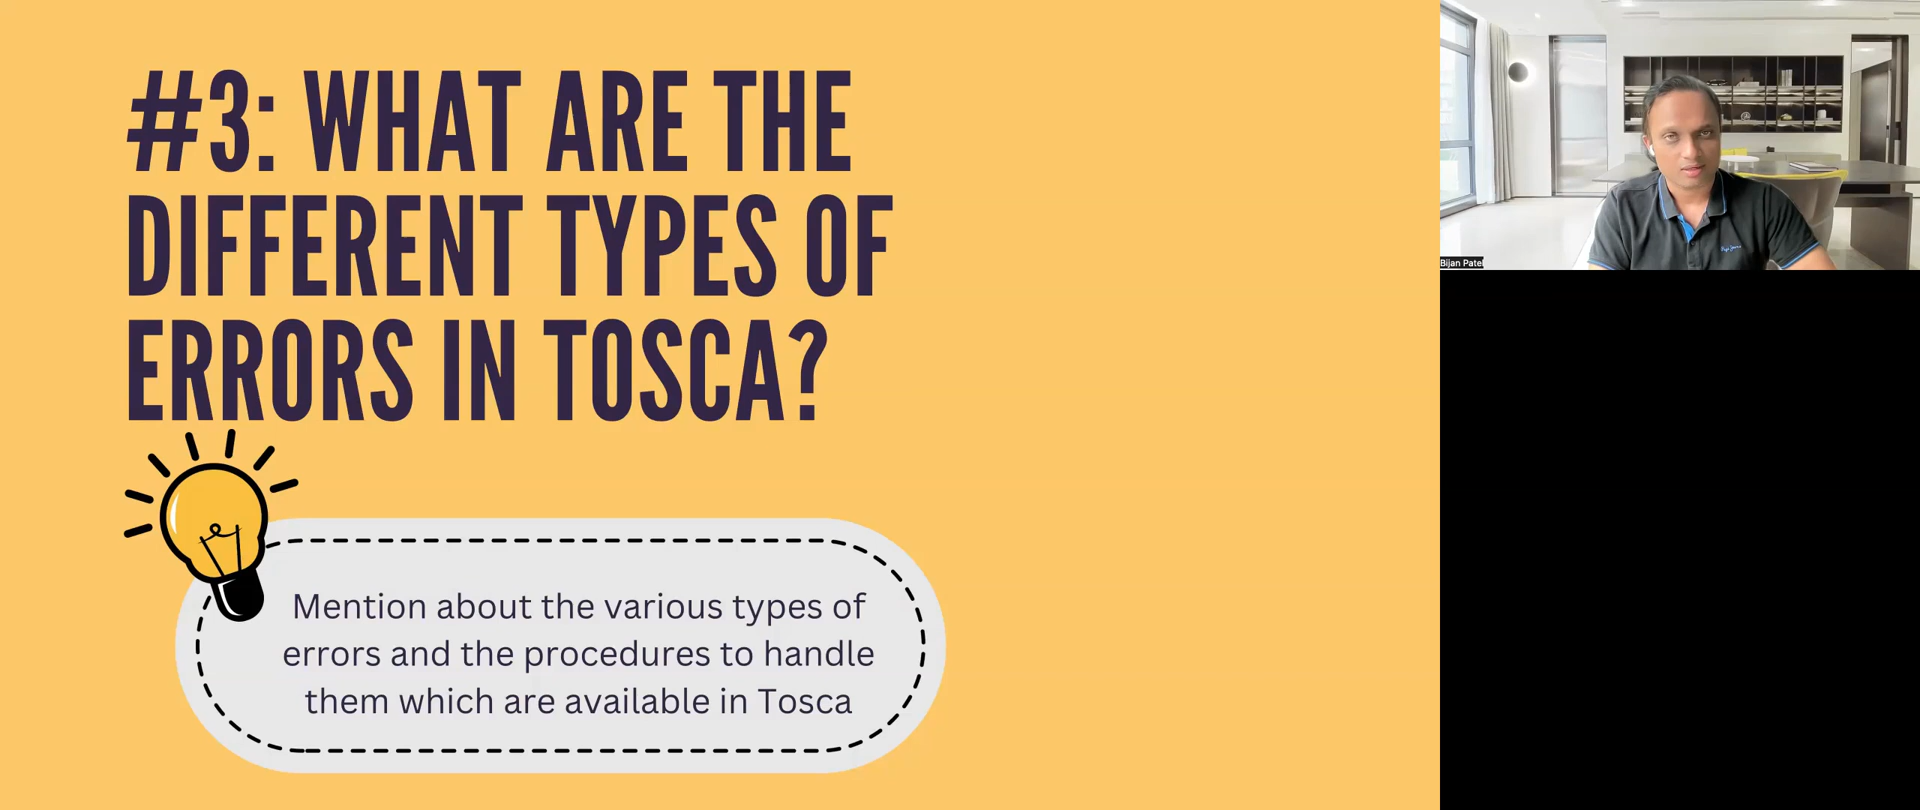 #3: WHAT ARE THE
DIFFERENT TYPES OF
ERRORS IN TOSCA?
Mention about the various types of
errors and the procedures to handle
them which are available in Tosca
Bijan Patel